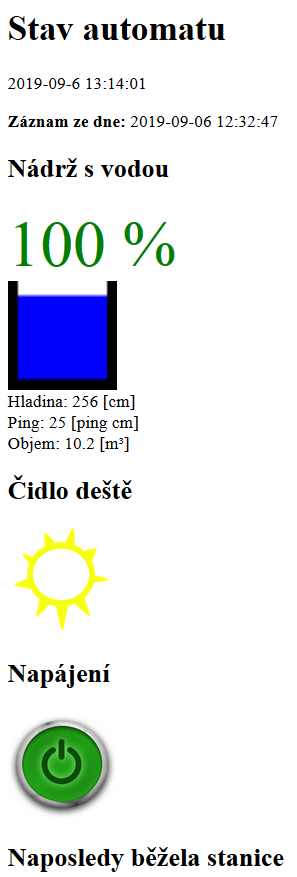 Stav automatu
2019-09-6 13:14:01
Záznam ze dne: 2019-09-06 12:32:47
Nádrž s vodou
100 %
Hladina: 256 [cm]
Ping: 25 [ping cm]
Objem: 10.2 [m³]
Čidlo deště
Napájení
Naposledy běžela stanice